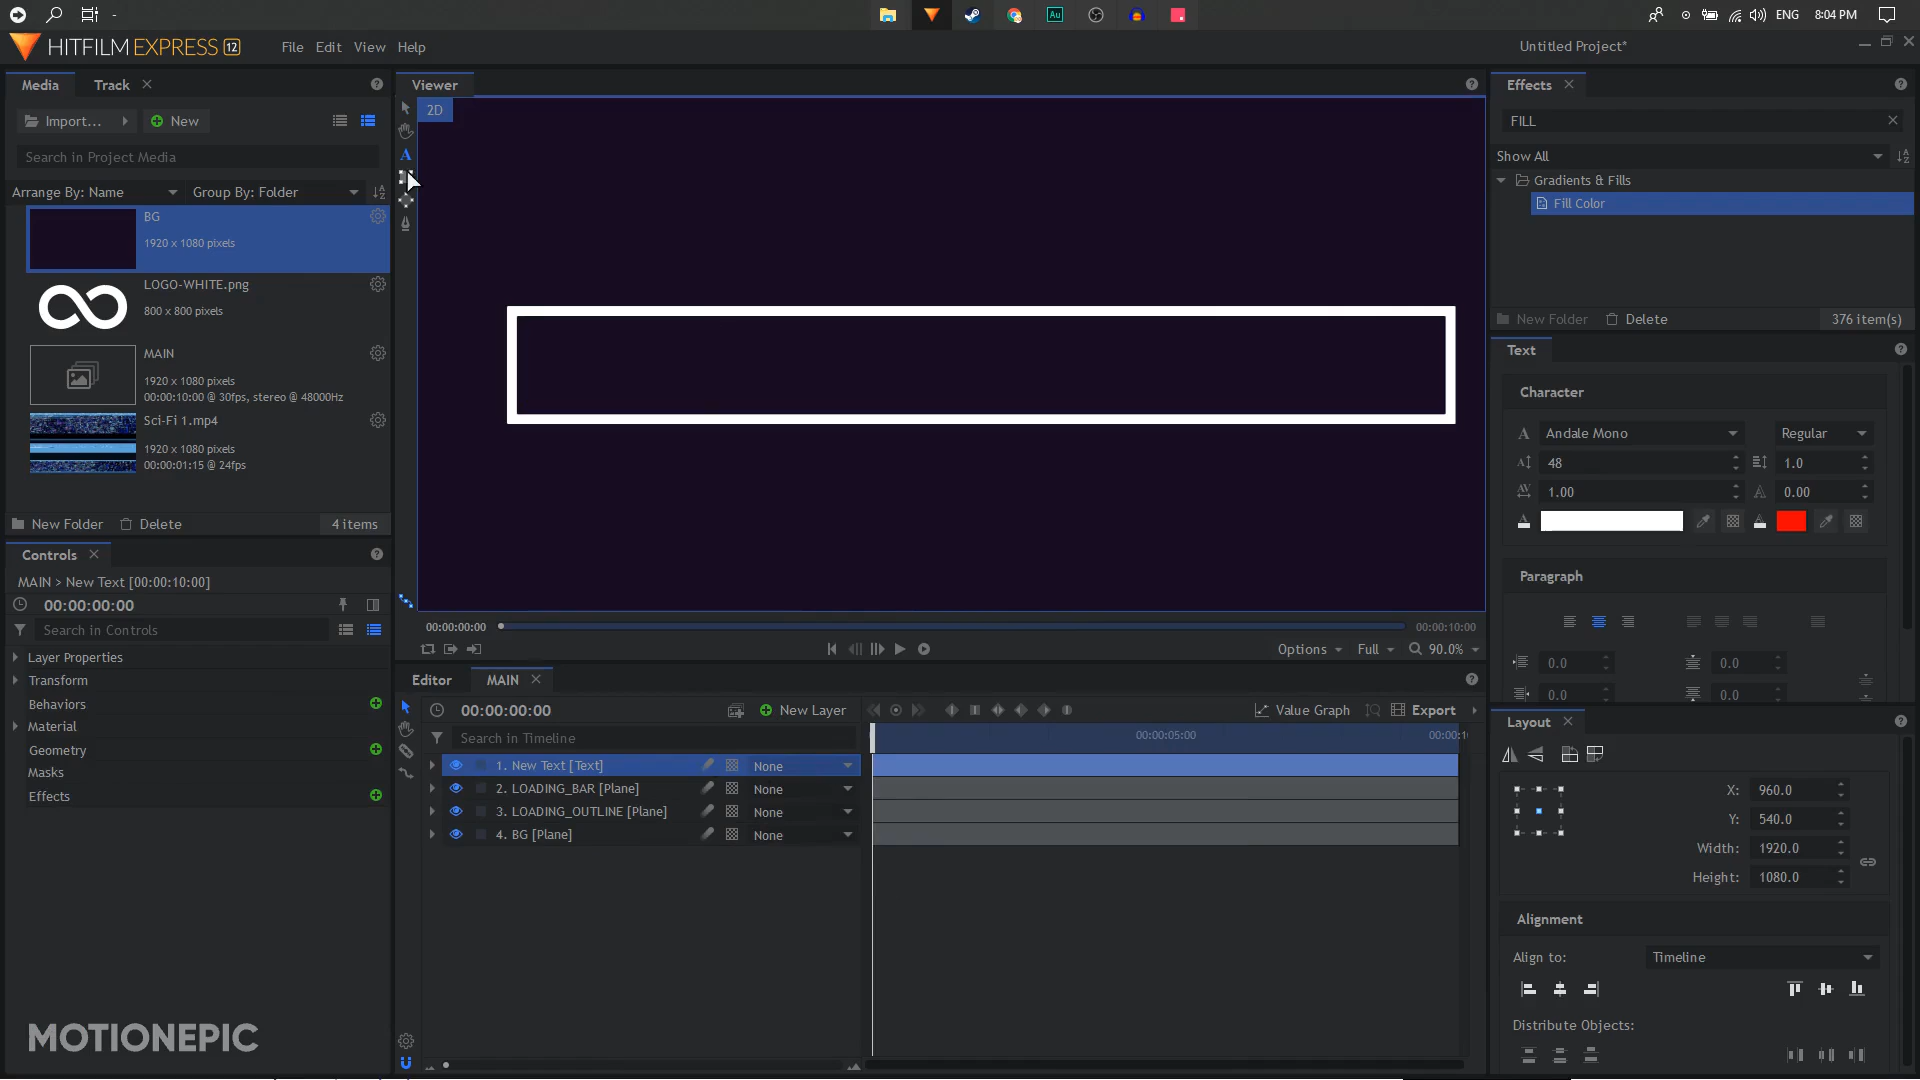 ENG
8:04 PM
HITFILM EXPRESS 12
File
Edit
View
Help
Untitled Project*
Media
Track
Import...
New
Search in Project Media
Arrange By: Name
Group By: Folder
BG
1920 x 1080 pixels
LOGO-WHITE.png
800 x 800 pixels
MAIN
1920 x 1080 pixels
00:00:10:00 @ 30fps, stereo @ 48000Hz
Sci-Fi 1.mp4
1920 x 1080 pixels
00:00:01:15 @ 24fps
New Folder
Delete
4 items
Controls
MAIN > New Text [00:00:10:00]
00:00:00:00
Search in Controls
Layer Properties
Transform
Behaviors
Material
Geometry
Masks
Effects
MOTIONEPIC
Viewer
2D
00:00:00:00
00:00:10:00
Options
Full
90.0%
Editor
MAIN
00:00:00:00
New Layer
Value Graph
Export
Search in Timeline
00:00:05:00
00:00:1
1. New Text [Text]
None
2. LOADING_BAR [Plane]
None
3. LOADING_OUTLINE [Plane]
None
4. BG [Plane]
None
Effects
FILL
Show All
Gradients & Fills
Fill Color
New Folder
Delete
376 item(s)
Text
Character
Andale Mono
Regular
48
1.0
1.00
0.00
Paragraph
0.0
0.0
0.0
0.0
Layout
X:
960.0
Y:
540.0
Width:
1920.0
Height:
1080.0
Alignment
Align to:
Timeline
Distribute Objects: